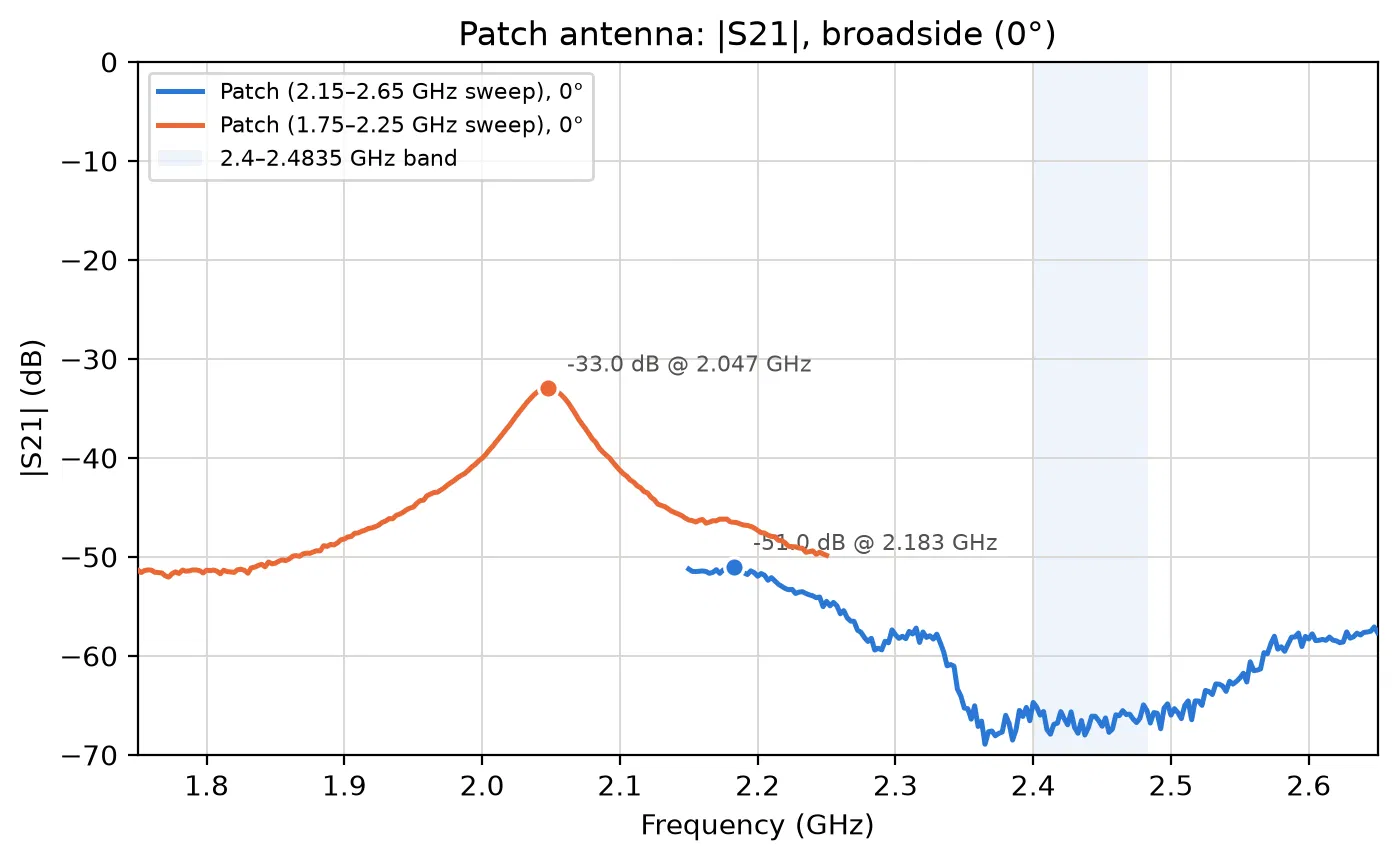 Patch antenna: |S21|, broadside (0°)
Patch (2.15–2.65 GHz sweep), 0°
Patch (1.75–2.25 GHz sweep), 0°
2.4–2.4835 GHz band
0
−10
−20
−30
−40
−50
−60
−70
|S21| (dB)
-33.0 dB @ 2.047 GHz
-51.0 dB @ 2.183 GHz
1.8 1.9 2.0 2.1 2.2 2.3 2.4 2.5 2.6
Frequency (GHz)